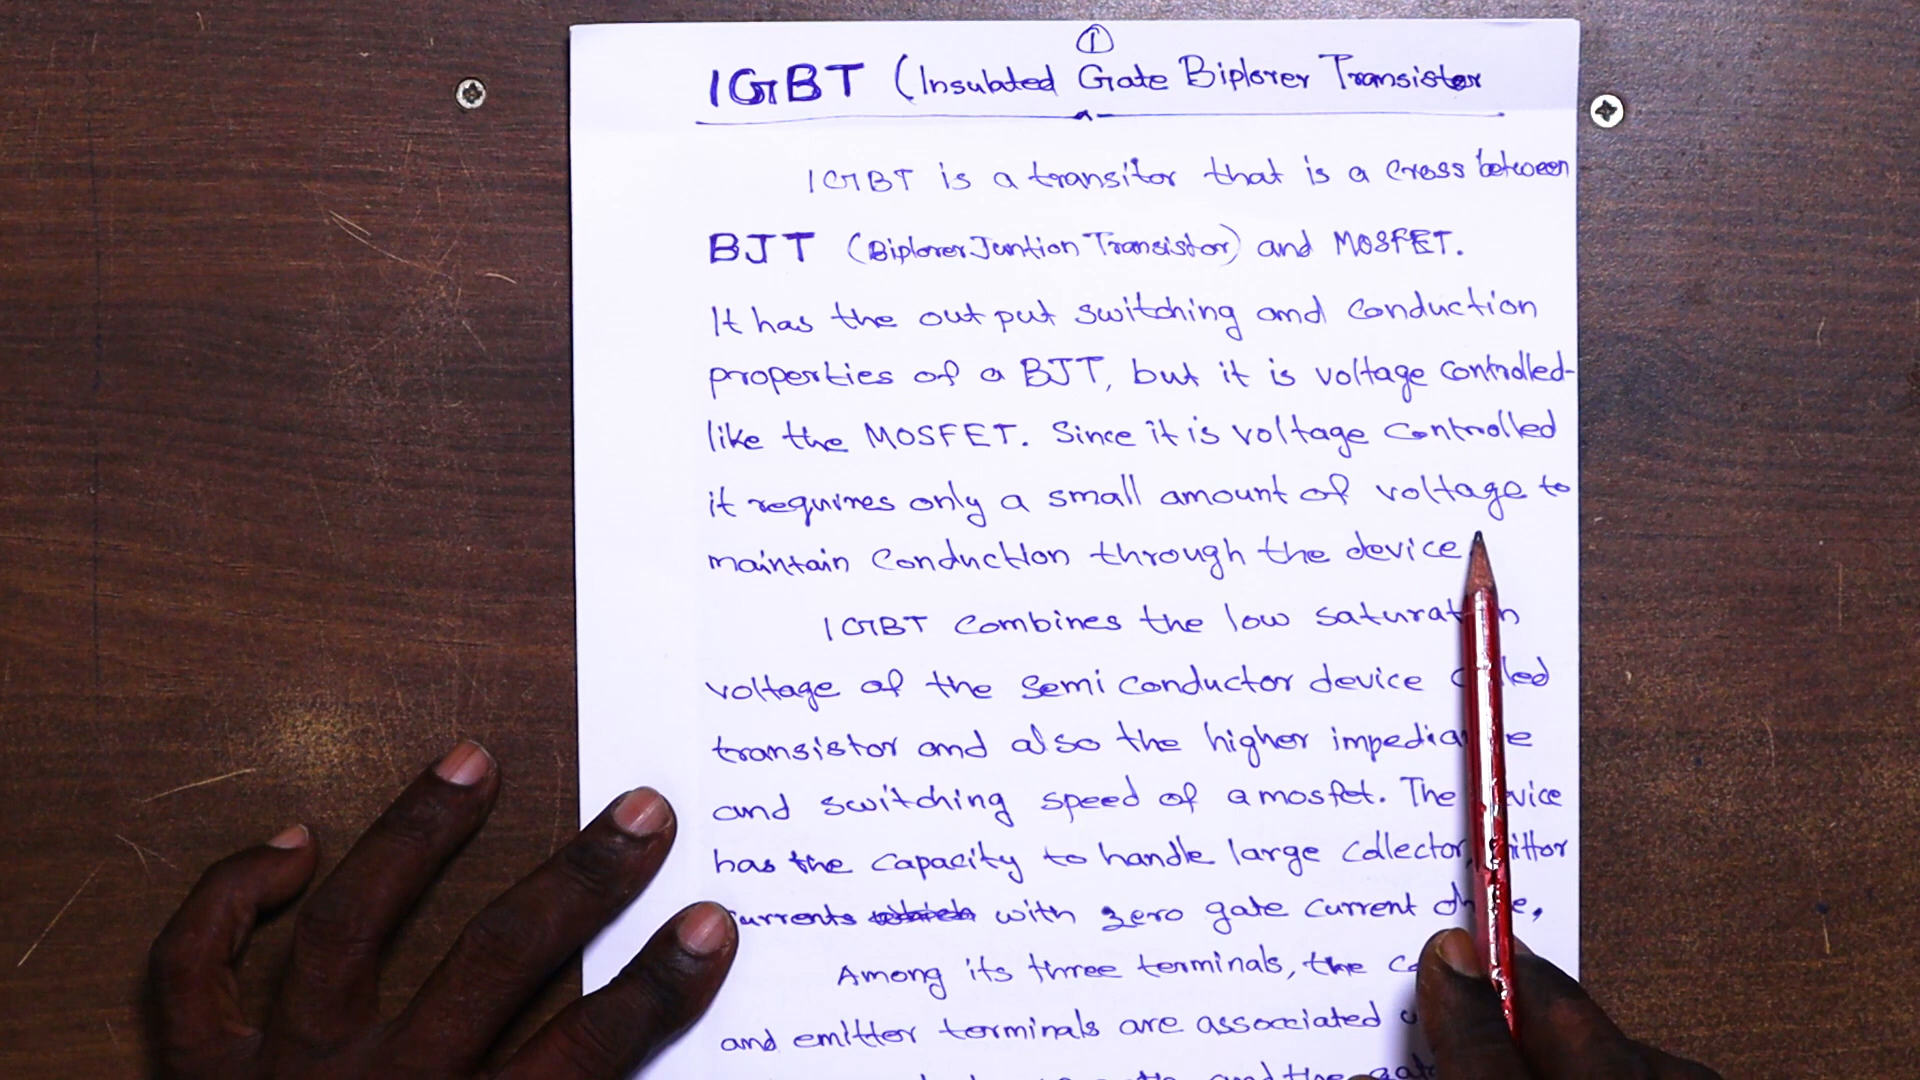 ①
IGBT (Insulated Gate Biplorer Transistor
IGBT is a transitor that is a cross between
BJT (Biplorer Juntion Transistor) and MOSFET.
It has the out put switching and conduction
properties of a BJT, but it is voltage controlled-
like the MOSFET. Since it is voltage controlled
it requires only a small amount of voltage to
maintain conduction through the device
IGBT combines the low
voltage of the semi conductor device
transistor and also the higher
and switching speed of a mosfet. The
has the capacity to handle large collector,
currents with zero gate current
Among its three terminals, the
and emitter terminals are assocciated
and the